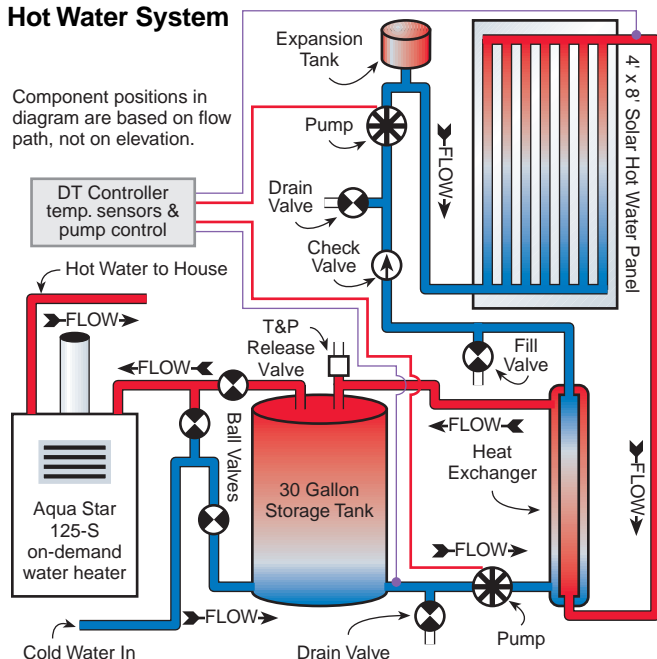 Hot Water System
Component positions in
diagram are based on flow
path, not on elevation.
Expansion
Tank
Pump
FLOW
4' x 8' Solar Hot Water Panel
DT Controller
temp. sensors &
pump control
Drain
Valve
Check
Valve
Hot Water to House
FLOW
T&P
Release
Valve
Fill
Valve
FLOW
FLOW
Ball Valves
Heat
Exchanger
FLOW
30 Gallon
Storage Tank
Aqua Star
125-S
on-demand
water heater
FLOW
FLOW
Cold Water In
Drain Valve
Pump